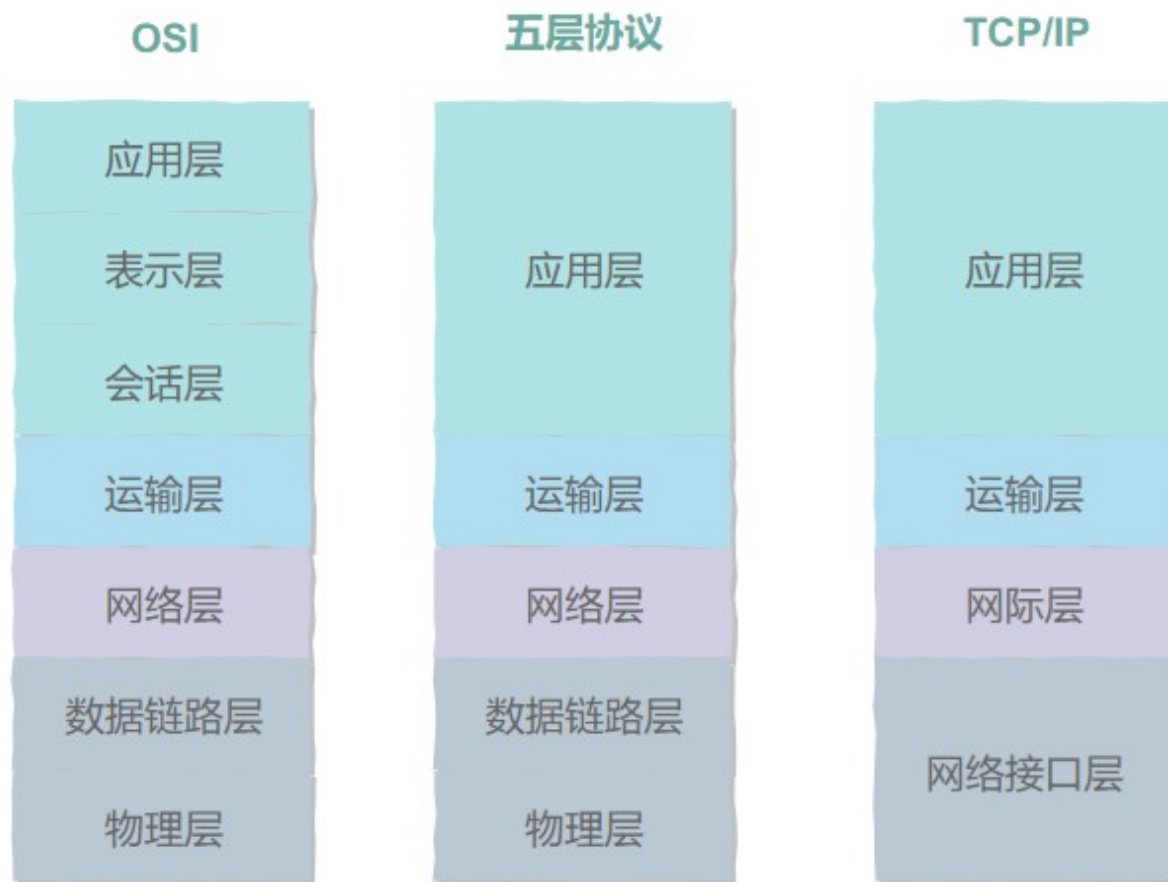 OSI
五层协议
TCP/IP
应用层
表示层
会话层
运输层
网络层
数据链路层
物理层
应用层
运输层
网络层
数据链路层
物理层
应用层
运输层
网际层
网络接口层